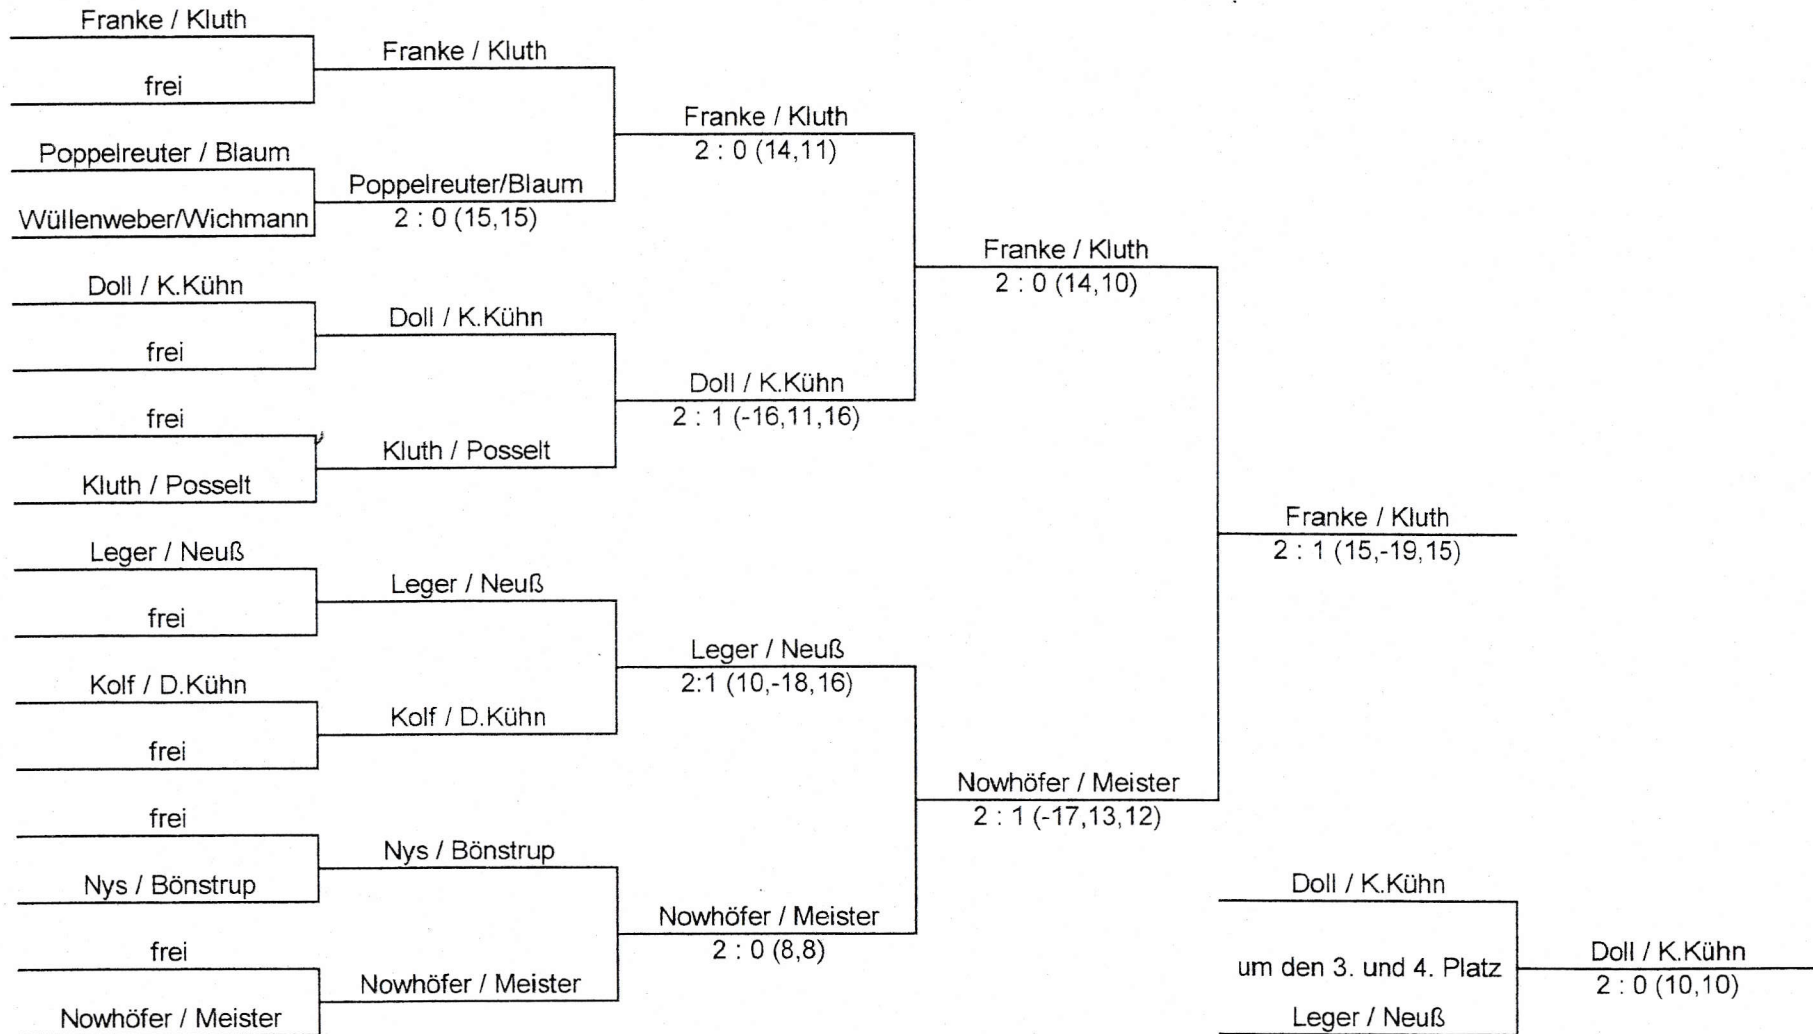 Franke / Kluth
frei
Poppelreuter / Blaum
Wüllenweber/Wichmann
Doll / K.Kühn
frei
frei
Kluth / Posselt
Leger / Neuß
frei
Kolf / D.Kühn
frei
frei
Nys / Bönstrup
frei
Nowhöfer / Meister
Franke / Kluth
Poppelreuter/Blaum
2 : 0 (15,15)
Doll / K.Kühn
Kluth / Posselt
Leger / Neuß
Kolf / D.Kühn
Nys / Bönstrup
Nowhöfer / Meister
Franke / Kluth
2 : 0 (14,11)
Doll / K.Kühn
2 : 1 (-16,11,16)
Leger / Neuß
2:1 (10,-18,16)
Nowhöfer / Meister
2 : 0 (8,8)
Franke / Kluth
2 : 0 (14,10)
Nowhöfer / Meister
2 : 1 (-17,13,12)
Franke / Kluth
2 : 1 (15,-19,15)
Doll / K.Kühn
um den 3. und 4. Platz
Leger / Neuß
Doll / K.Kühn
2 : 0 (10,10)